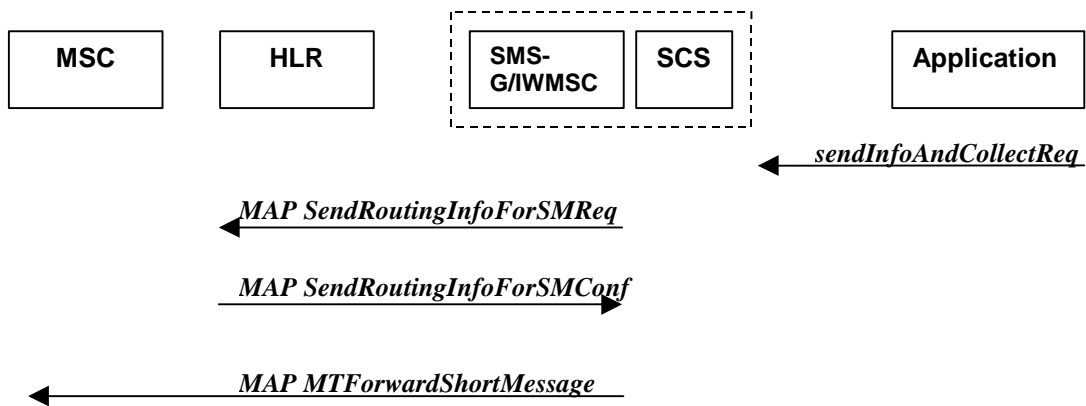 MSC
HLR
SMS-
G/IWMSC
SCS
Application
sendInfoAndCollectReq
MAP SendRoutingInfoForSMReq
MAP SendRoutingInfoForSMConf
MAP MTForwardShortMessage